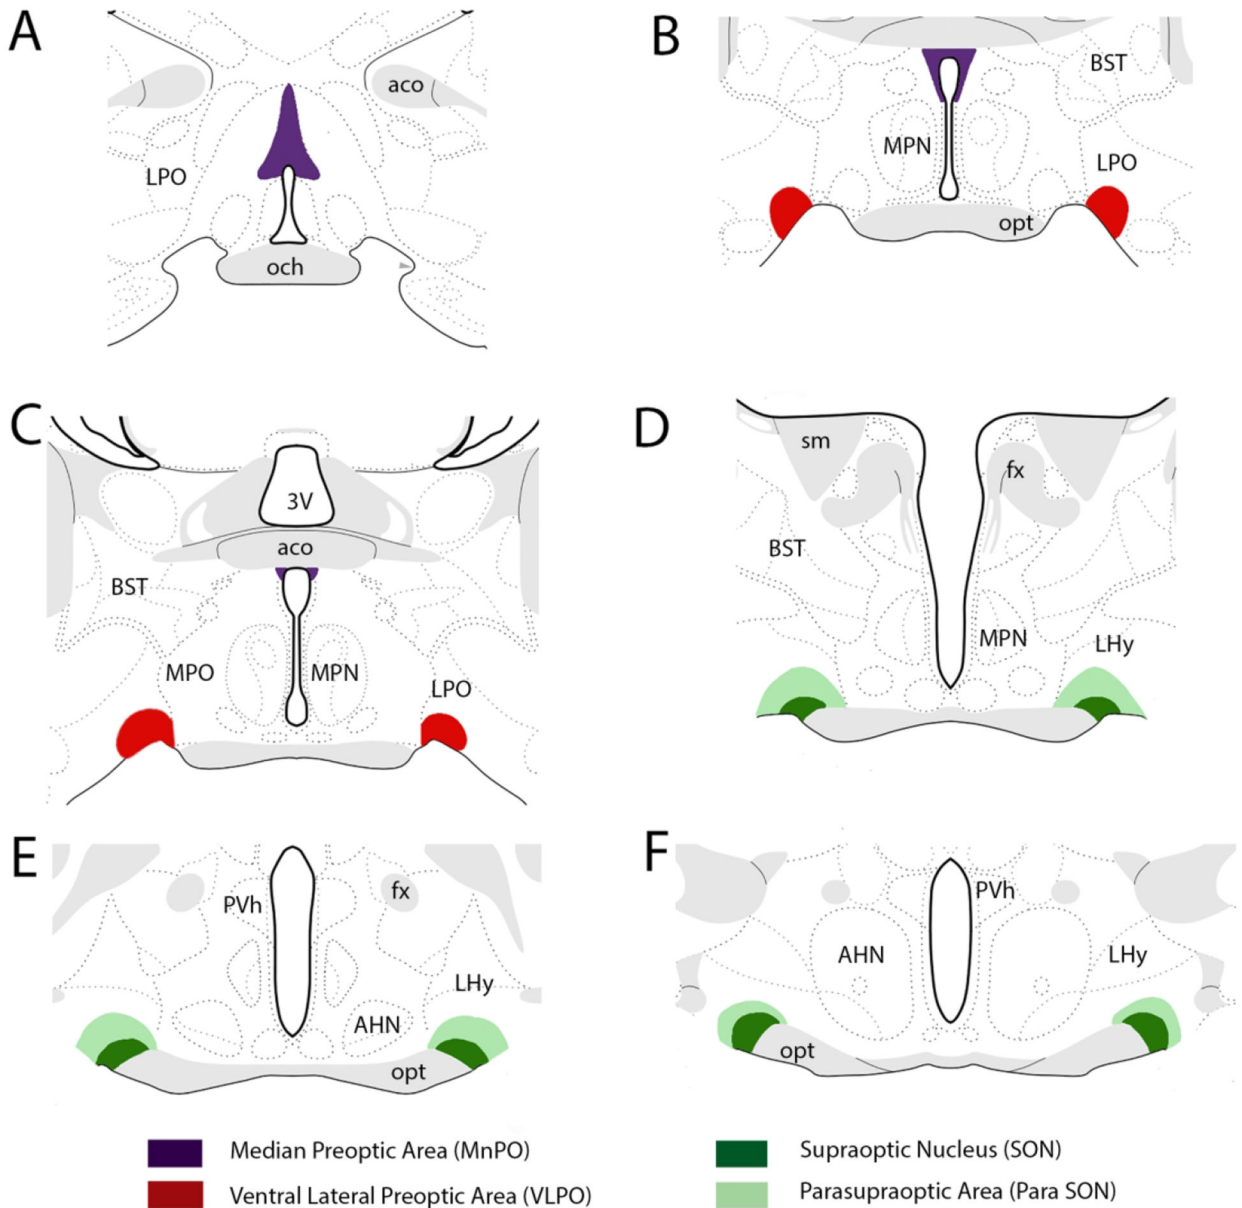 A
aco
LPO
och
B
BST
MPN
LPO
opt
C
3V
aco
BST
MPO
MPN
LPO
D
sm
fx
BST
MPN
LHy
E
PVh
fx
LHy
AHN
opt
F
PVh
AHN
LHy
opt
Median Preoptic Area (MnPO)
Ventral Lateral Preoptic Area (VLPO)
Supraoptic Nucleus (SON)
Parasupraoptic Area (Para SON)